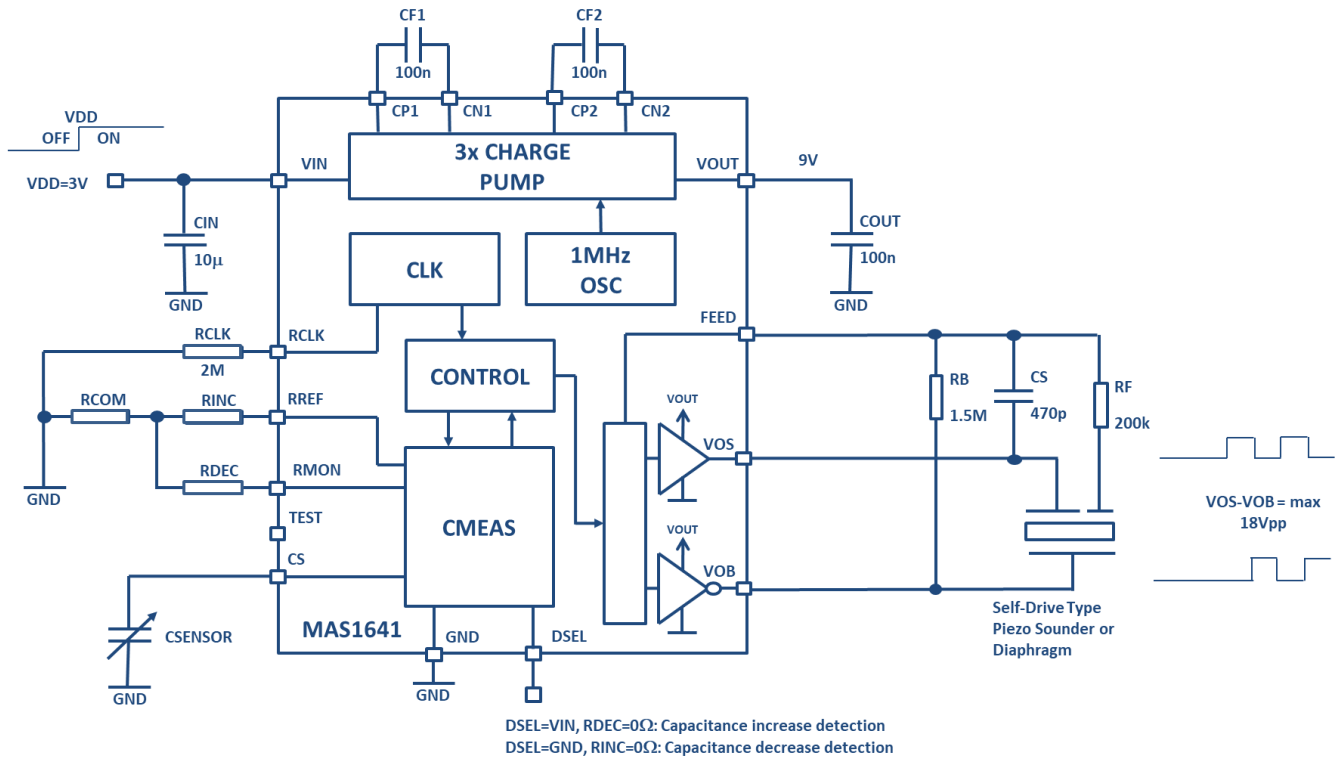 CF1
CF2
100n
100n
CP1
CN1
CP2
CN2
VDD
OFF
ON
3x CHARGE
PUMP
VIN
VOUT
9V
VDD=3V
CIN
10µ
GND
COUT
100n
GND
CLK
1MHz
OSC
FEED
RCLK
2M
RCLK
CONTROL
RCOM
RINC
RREF
RB
1.5M
CS
470p
RF
200k
VOUT
VOS
RDEC
RMON
GND
TEST
CMEAS
VOS-VOB = max
18Vpp
VOUT
VOB
CS
CSENSOR
GND
MAS1641
GND
DSEL
GND
Self-Drive Type
Piezo Sounder or
Diaphragm
DSEL=VIN, RDEC=0Ω: Capacitance increase detection
DSEL=GND, RINC=0Ω: Capacitance decrease detection